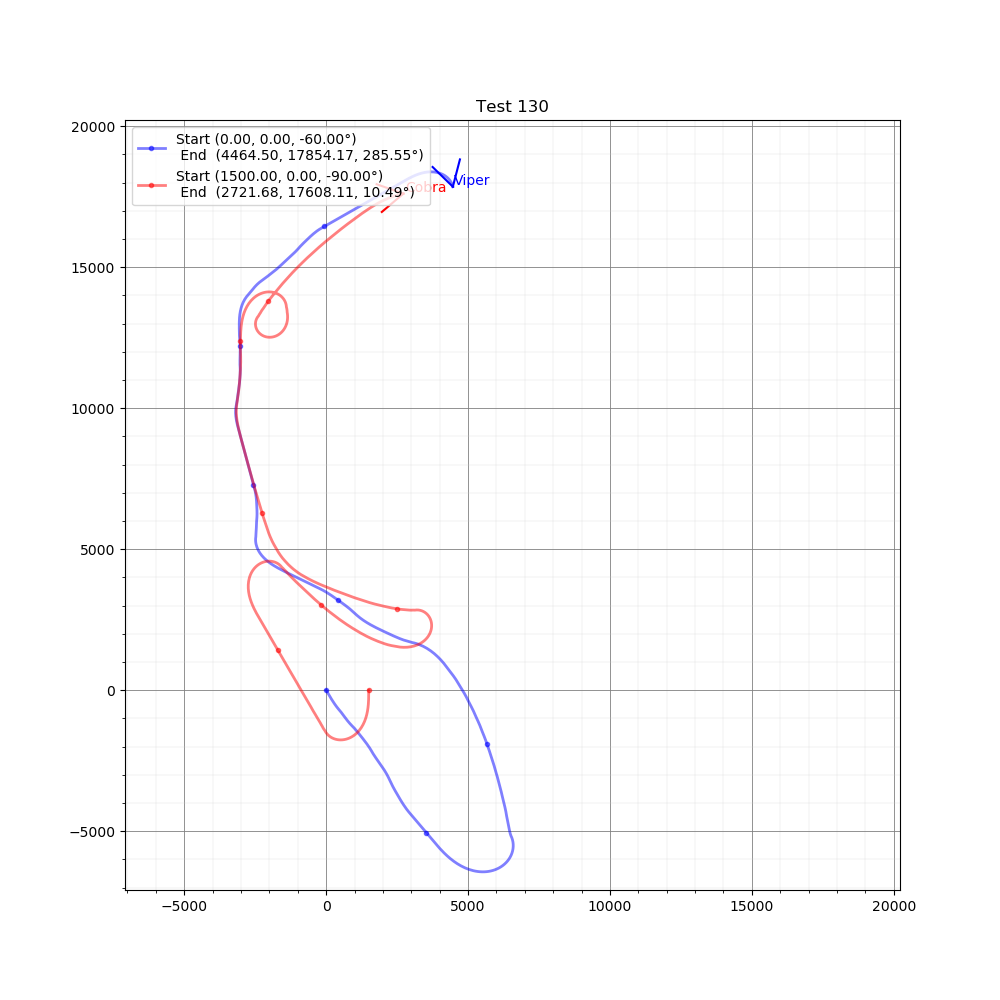 Test 130
Start (0.00, 0.00, -60.00°)
End (4464.50, 17854.17, 285.55°)
Start (1500.00, 0.00, -90.00°)
End (2721.68, 17608.11, 10.49°)
Viper
Cobra
20000
15000
10000
5000
0
−5000
−5000
0
5000
10000
15000
20000